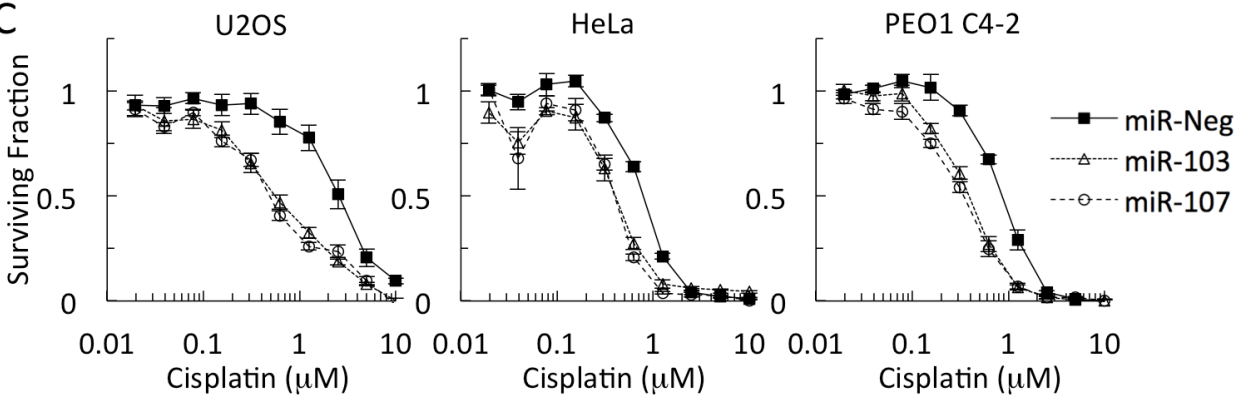 C
U2OS
HeLa
PEO1 C4-2
Surviving Fraction
1
0.5
0
0.01 0.1 1 10
Cisplatin (μM)
1
0.5
0
0.01 0.1 1 10
Cisplatin (μM)
1
0.5
0
0.01 0.1 1 10
Cisplatin (μM)
miR-Neg
miR-103
miR-107